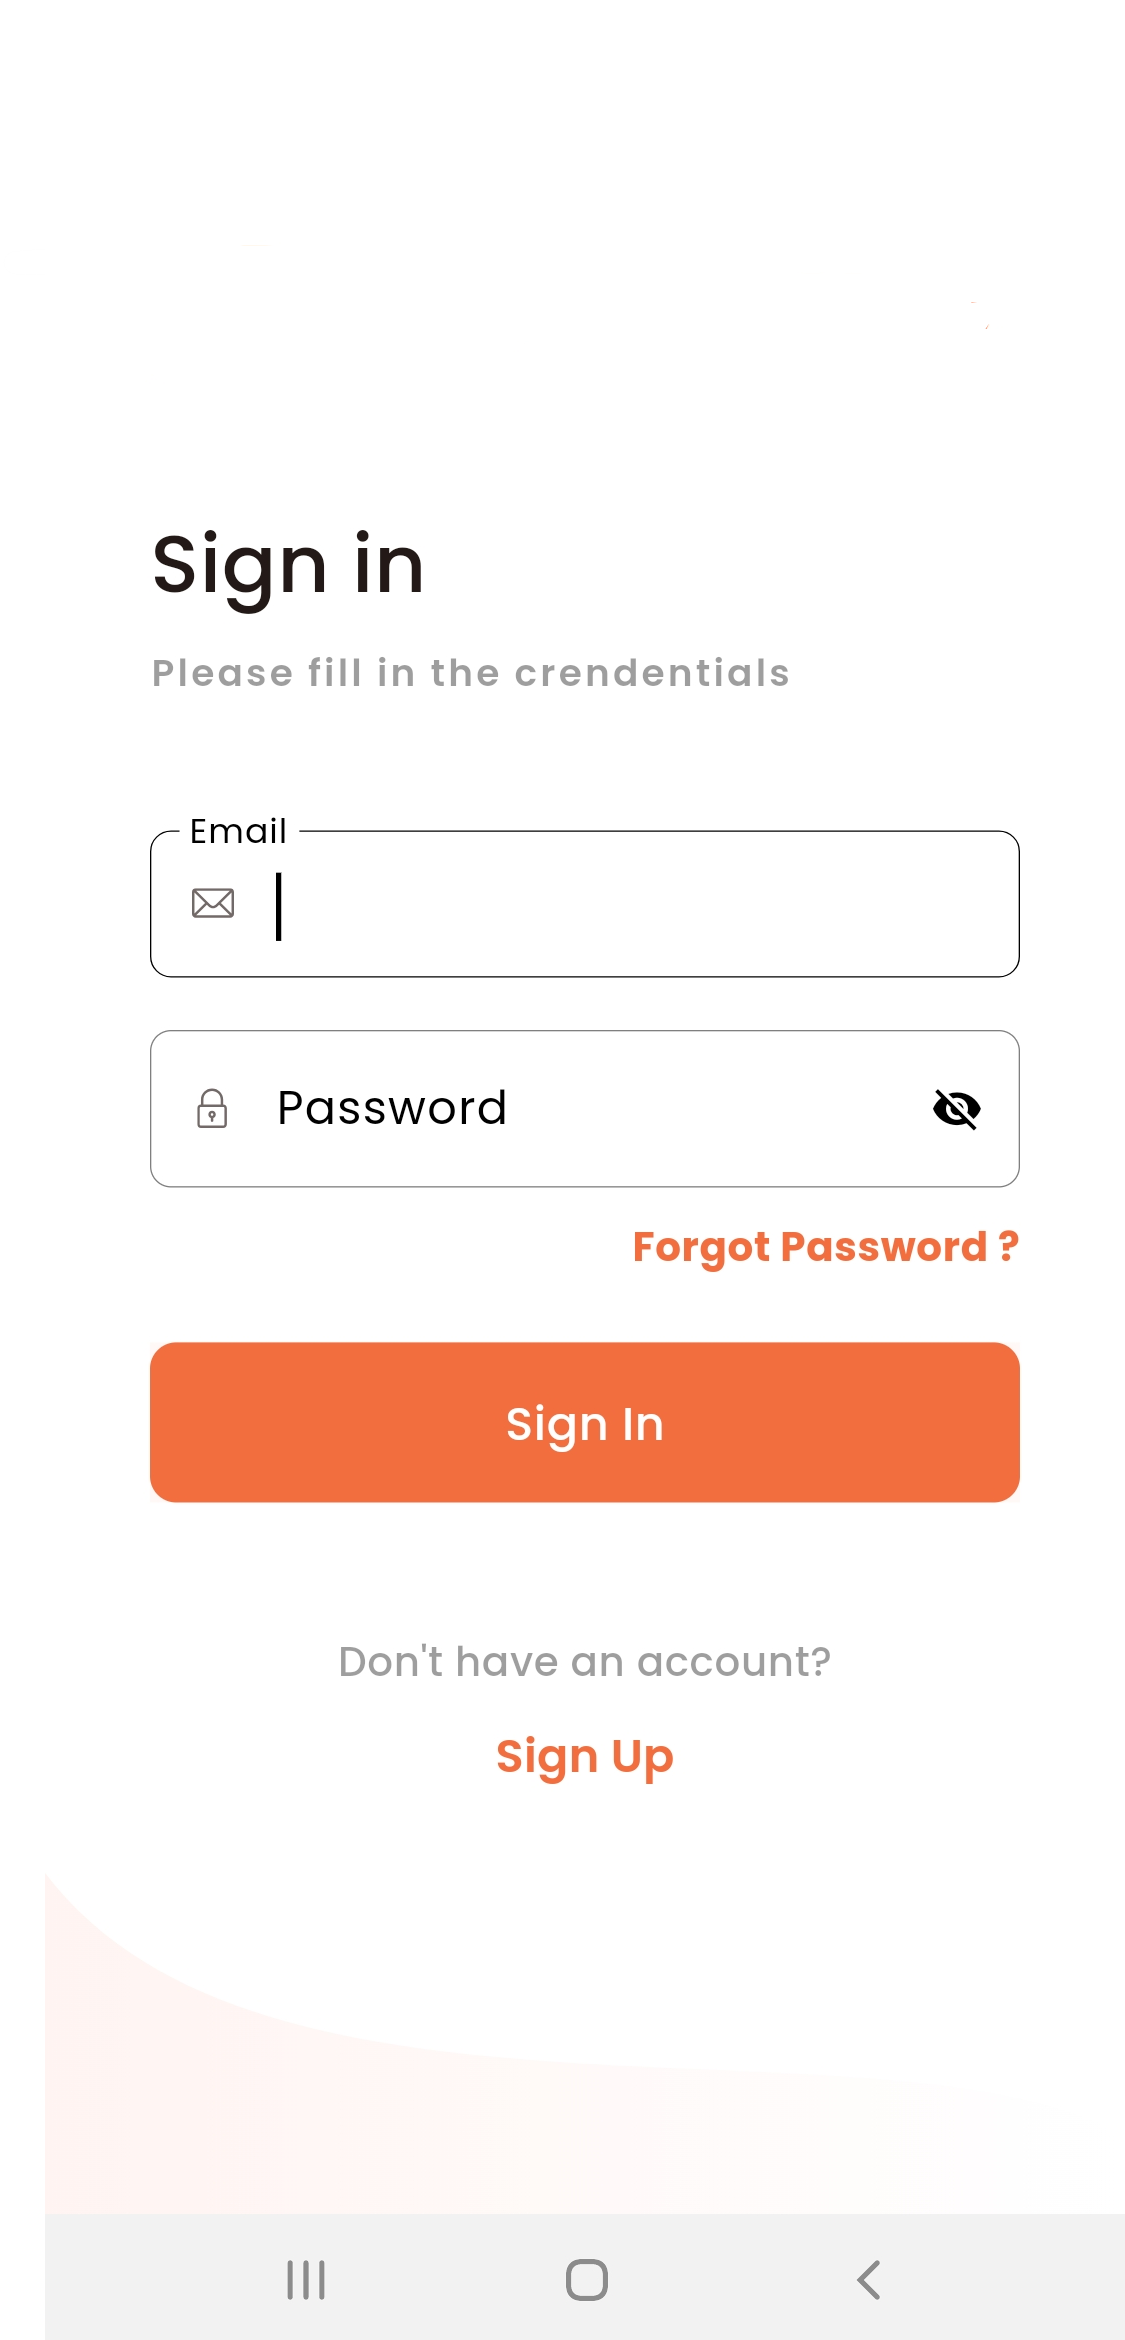 Sign in
Please fill in the crendentials
Email
Password
Forgot Password ?
Sign In
Don't have an account?
Sign Up